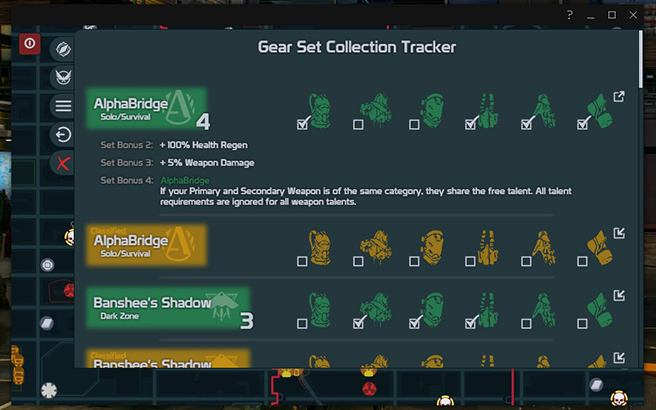 ?
Gear Set Collection Tracker
AlphaBridge
Solo/Survival
4
Set Bonus 2: + 100% Health Regen
Set Bonus 3: + 5% Weapon Damage
Set Bonus 4: AlphaBridge
If your Primary and Secondary Weapon is of the same category, they share the free talent. All talent
requirements are ignored for all weapon talents.
Classified
AlphaBridge
Solo/Survival
Banshee's Shadow
Dark Zone
3
Classified
Banshee's Shadow